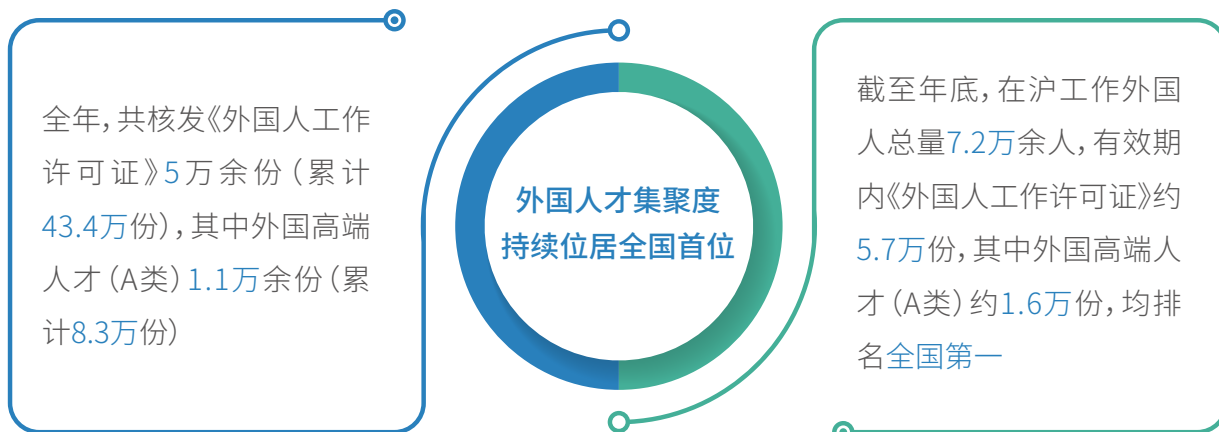 全年，共核发《外国人工作
许可证》5万余份（累计
43.4万份），其中外国高端
人才（A类）1.1万余份（累
计8.3万份）
外国人才集聚度
持续位居全国首位
截至年底，在沪工作外国
人总量7.2万余人，有效期
内《外国人工作许可证》约
5.7万份，其中外国高端人
才（A类）约1.6万份，均排
名全国第一